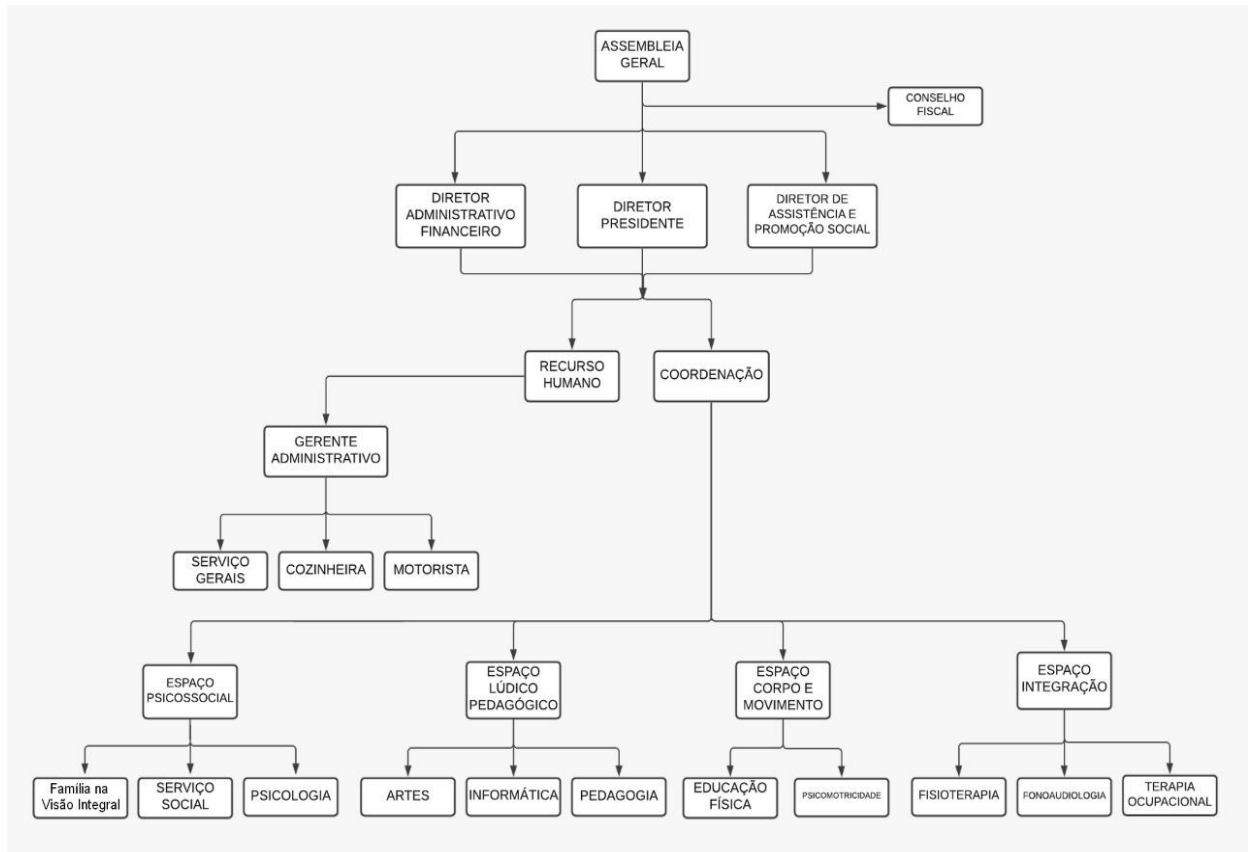 ASSEMBLEIA
GERAL
CONSELHO
FISCAL
DIRETOR
ADMINISTRATIVO
FINANCEIRO
DIRETOR
PRESIDENTE
DIRETOR DE
ASSISTÊNCIA E
PROMOÇÃO SOCIAL
RECURSO
HUMANO
COORDENAÇÃO
GERENTE
ADMINISTRATIVO
SERVIÇO
GERAIS
COZINHEIRA
MOTORISTA
ESPAÇO
PSICOSSOCIAL
ESPAÇO
LÚDICO
PEDAGÓGICO
ESPAÇO
CORPO E
MOVIMENTO
ESPAÇO
INTEGRAÇÃO
Família na
Visão Integral
SERVIÇO
SOCIAL
PSICOLOGIA
ARTES
INFORMÁTICA
PEDAGOGIA
EDUCAÇÃO
FÍSICA
PSICOMOTRICIDADE
FISIOTERAPIA
FONOAUDIOLOGIA
TERAPIA
OCUPACIONAL